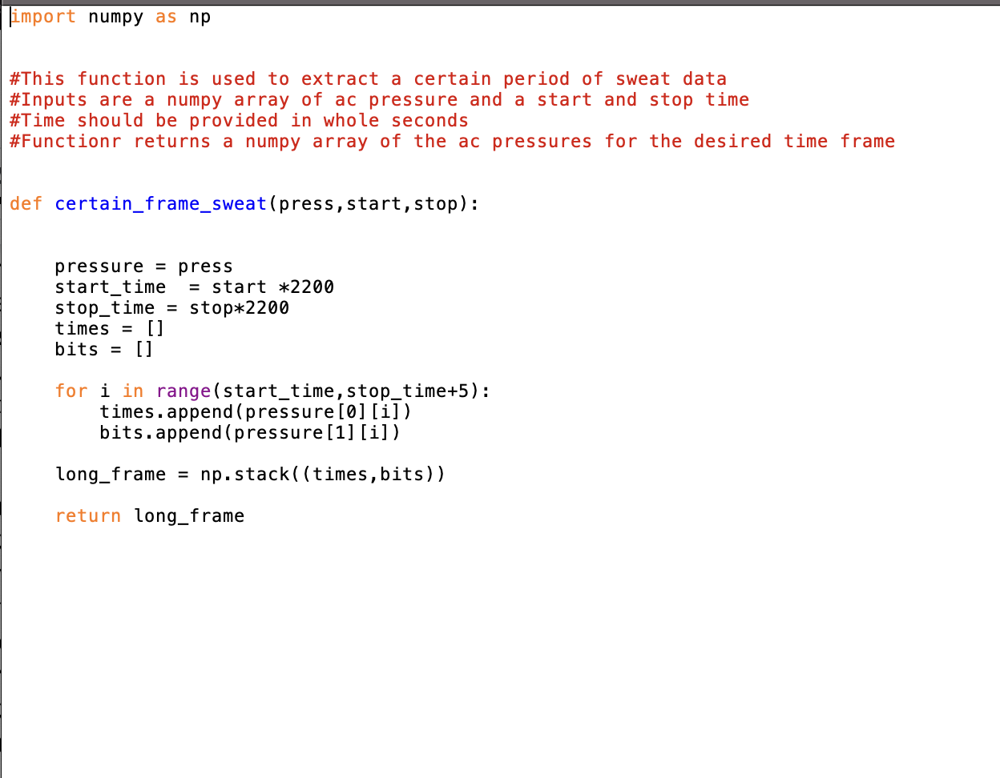 import numpy as np
#This function is used to extract a certain period of sweat data
#Inputs are a numpy array of ac pressure and a start and stop time
#Time should be provided in whole seconds
#Functionr returns a numpy array of the ac pressures for the desired time frame
def certain_frame_sweat(press,start,stop):
    pressure = press
    start_time  = start *2200
    stop_time = stop*2200
    times = []
    bits = []
    for i in range(start_time,stop_time+5):
        times.append(pressure[0][i])
        bits.append(pressure[1][i])
    long_frame = np.stack((times,bits))
    return long_frame